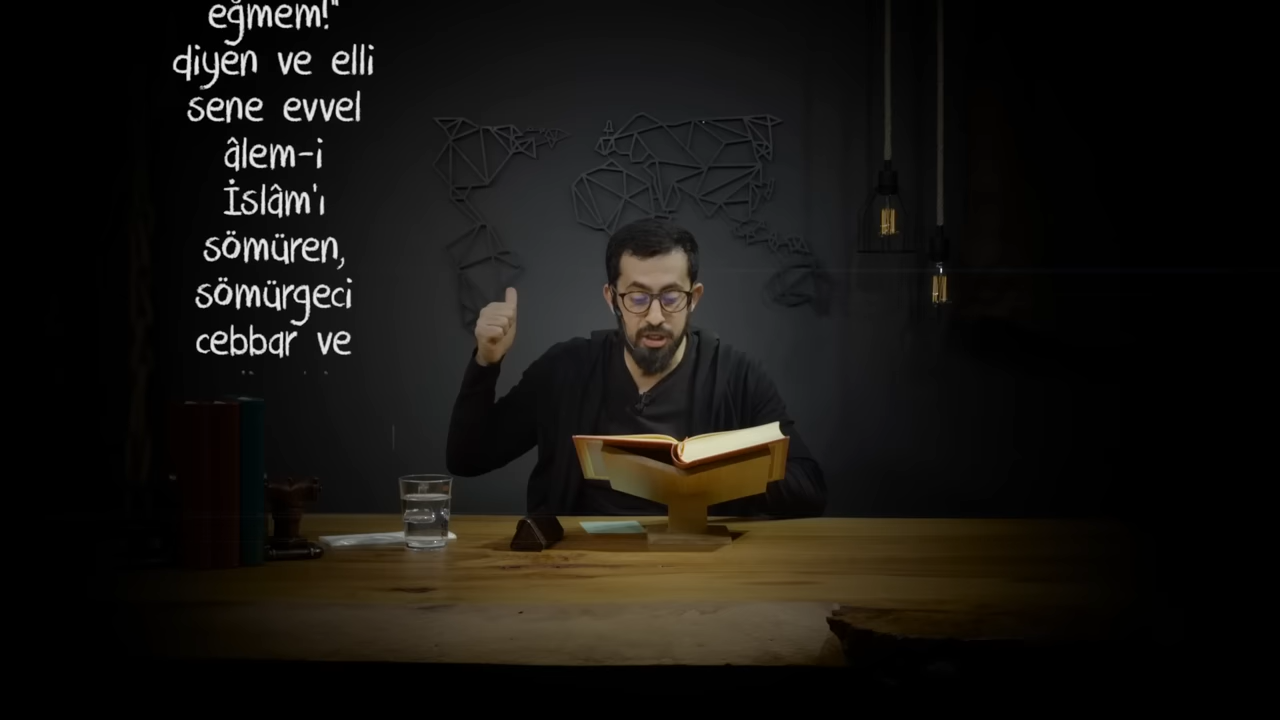 eğmem!"
diyen ve elli
sene evvel
âlem-i
İslâm'ı
sömüren,
sömürgeci
cebbar ve